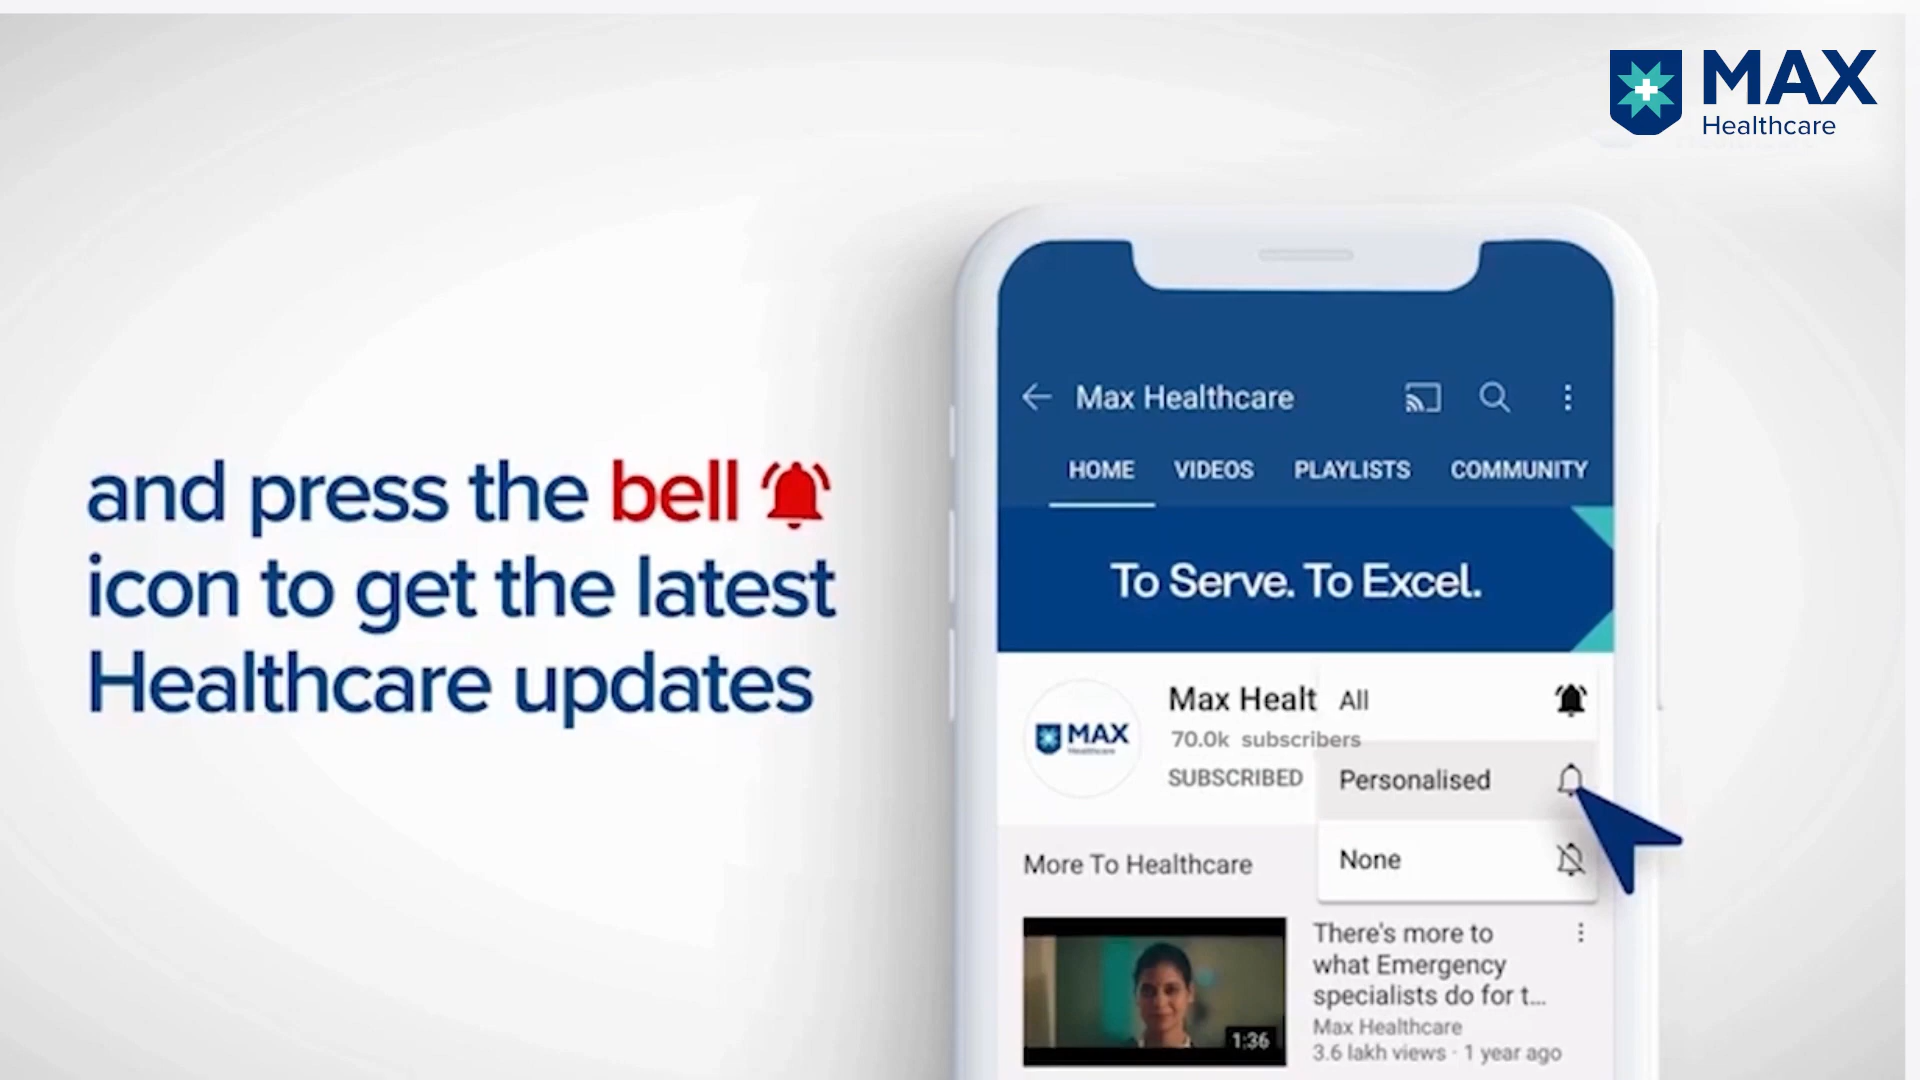 MAX
Healthcare
and press the bell
icon to get the latest
Healthcare updates
Max Healthcare
HOME VIDEOS PLAYLISTS COMMUNITY
To Serve. To Excel.
MAX
Healthcare
Max Healt
70.0k subscribers
SUBSCRIBED
All
Personalised
None
More To Healthcare
1:36
There's more to
what Emergency
specialists do for t...
Max Healthcare
3.6 lakh views · 1 year ago